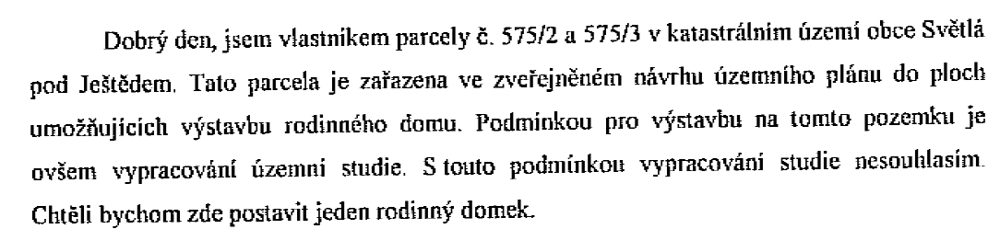 Dobrý den, jsem vlastníkem parcely č. 575/2 a 575/3 v katastrálním území obce Světlá
pod Ještědem. Tato parcela je zařazena ve zveřejněném návrhu územního plánu do ploch
umožňujících výstavbu rodinného domu. Podmínkou pro výstavbu na tomto pozemku je
ovšem vypracování územní studie. S touto podmínkou vypracování studie nesouhlasím.
Chtěli bychom zde postavit jeden rodinný domek.